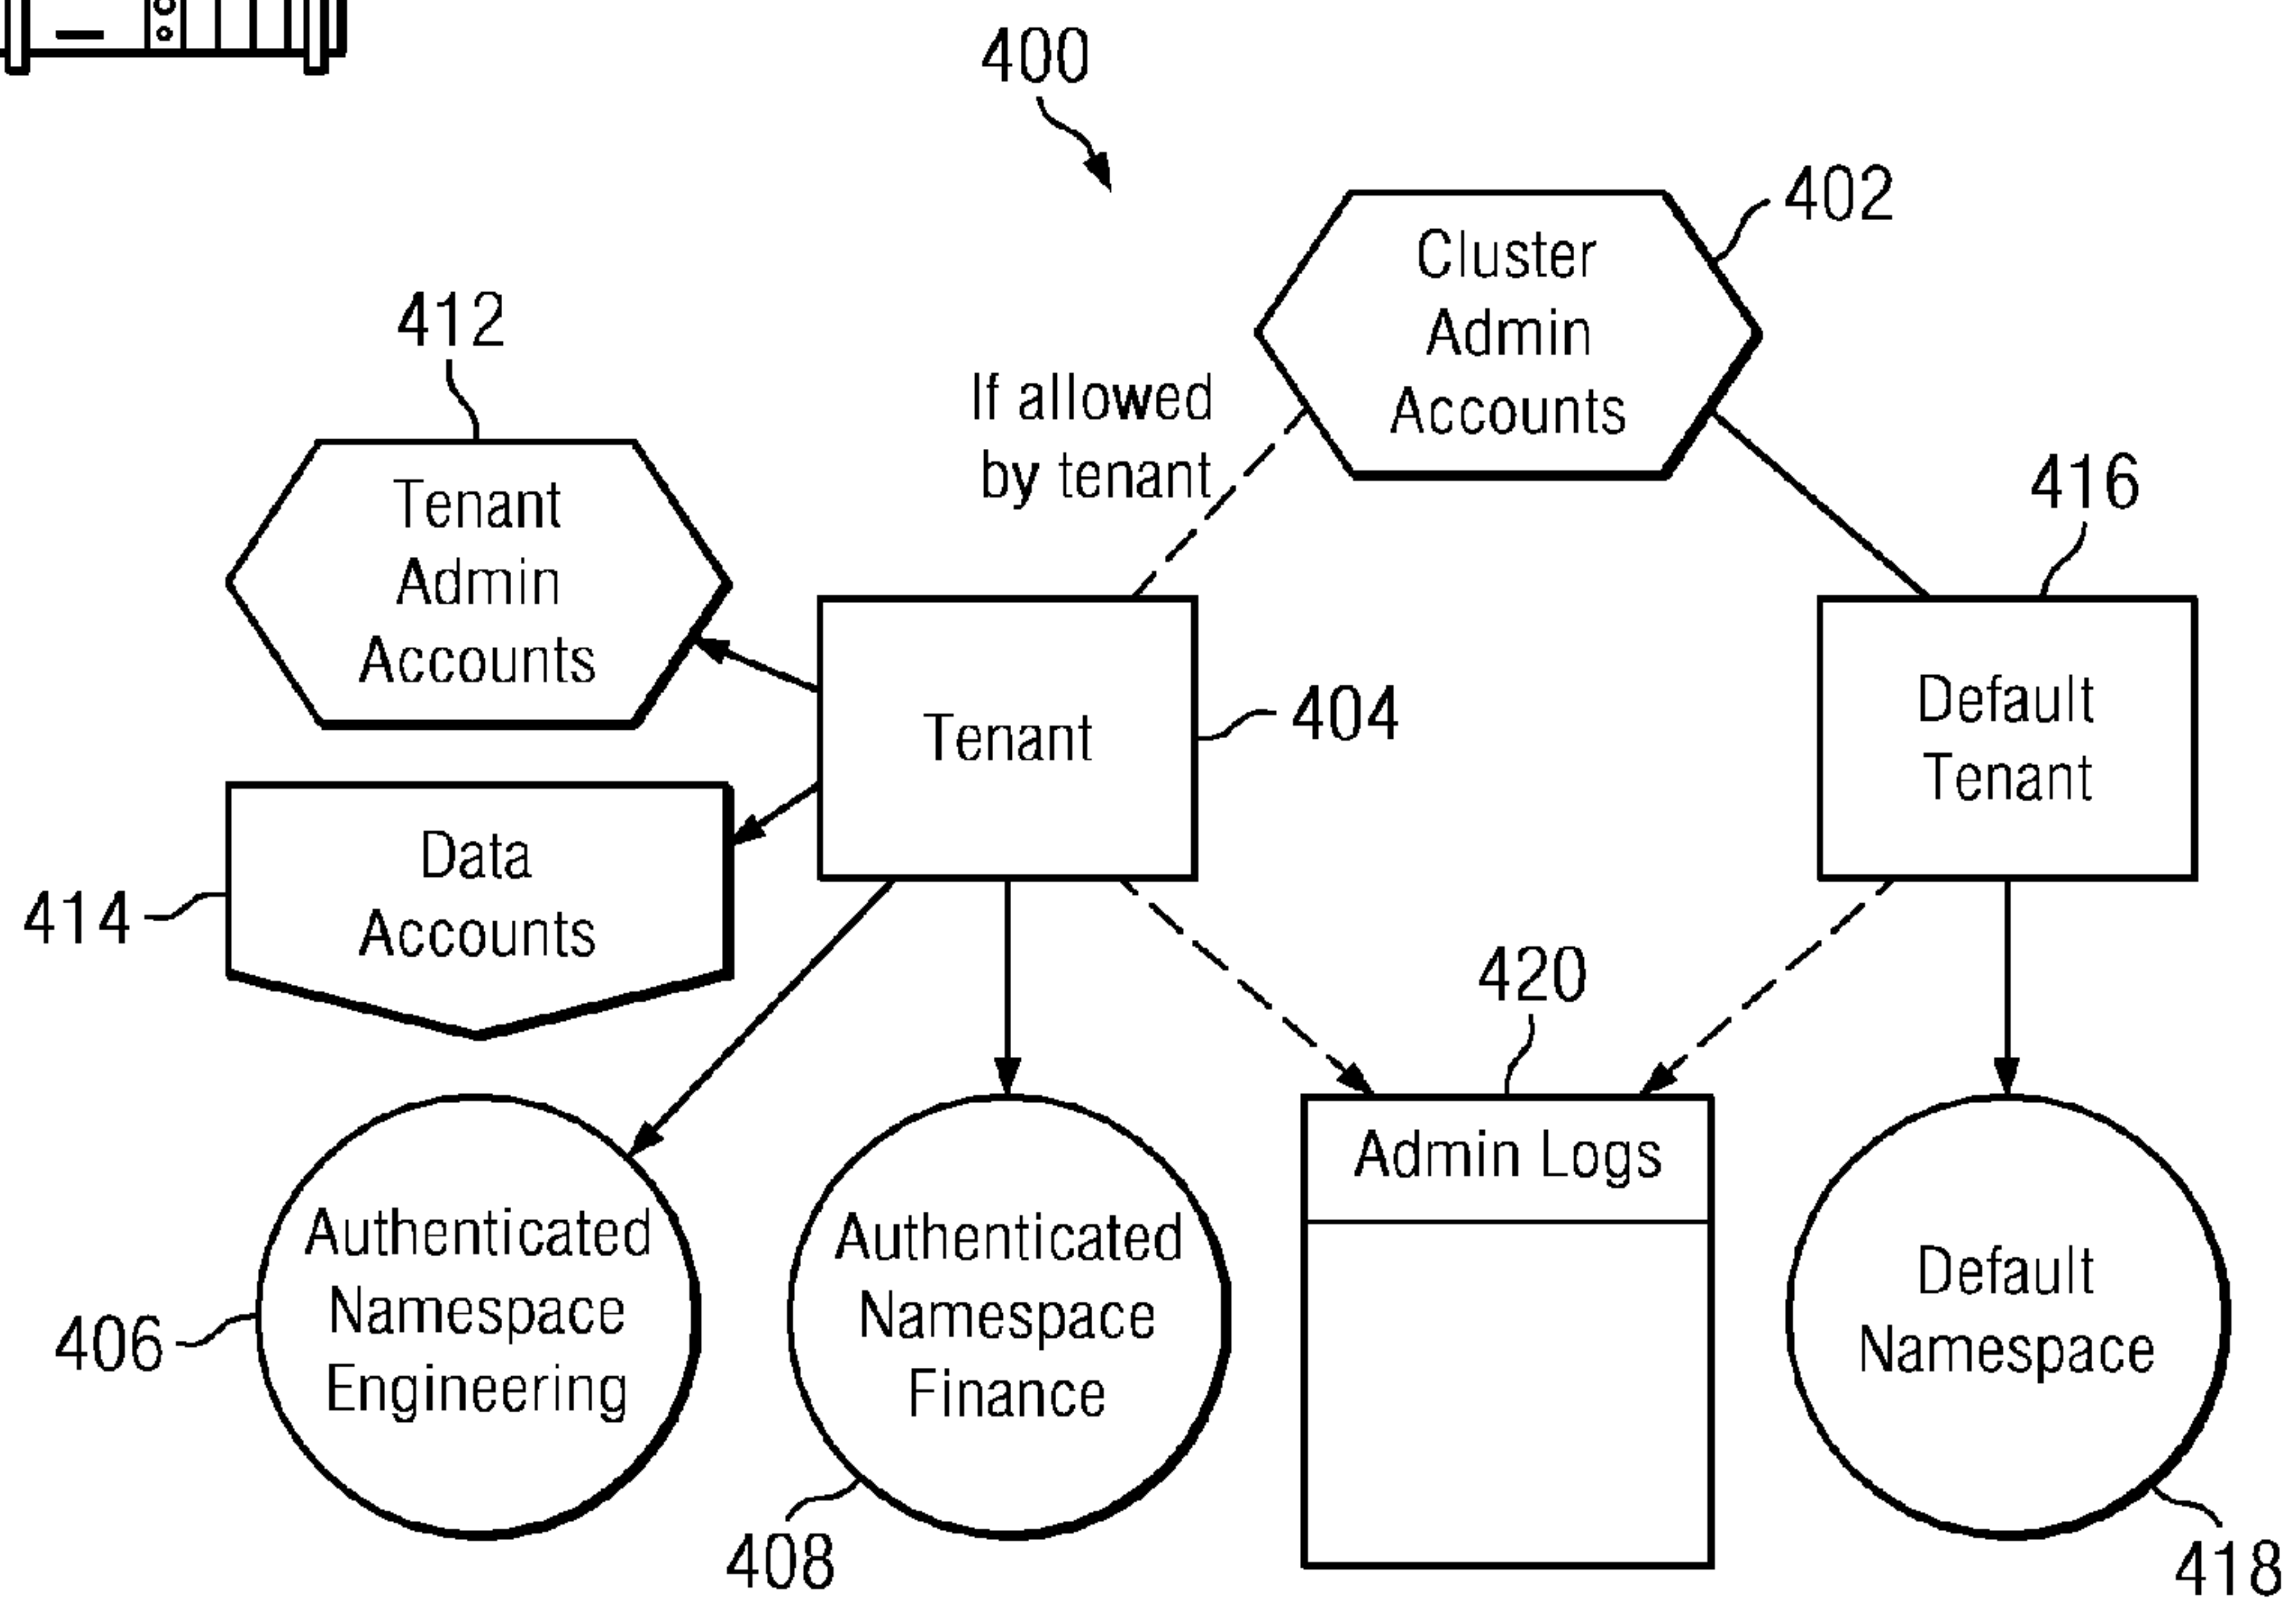 400
402
Cluster
Admin
Accounts
412
If allowed
by tenant
416
Tenant
Admin
Accounts
404
Tenant
Default
Tenant
Data
Accounts
414
420
Admin Logs
Authenticated
Namespace
Engineering
406
Authenticated
Namespace
Finance
408
Default
Namespace
418